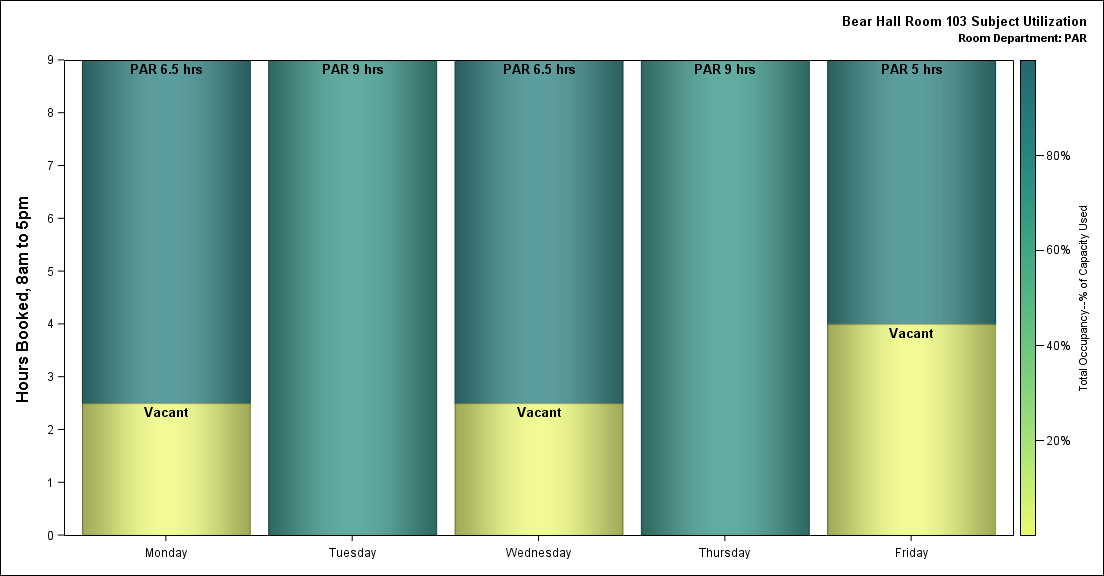 Bear Hall Room 103 Subject Utilization
Room Department: PAR
Hours Booked, 8am to 5pm
9
8
7
6
5
4
3
2
1
0
PAR 6.5 hrs
Vacant
PAR 9 hrs
PAR 6.5 hrs
Vacant
PAR 9 hrs
PAR 5 hrs
Vacant
Monday
Tuesday
Wednesday
Thursday
Friday
80%
60%
40%
20%
Total Occupancy--% of Capacity Used